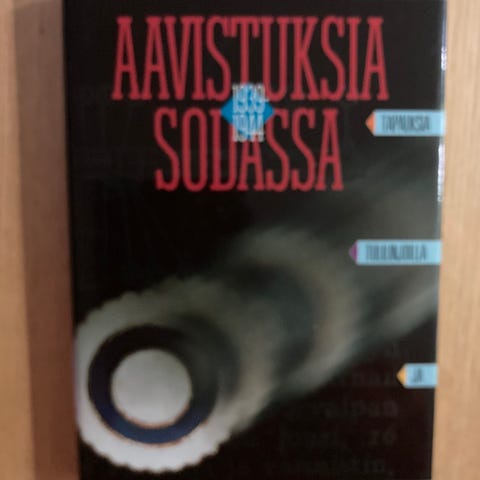 AAVISTUKSIA
1939
1944
SODASSA
TAPAUKSIA
TULILINJOILLA
JA